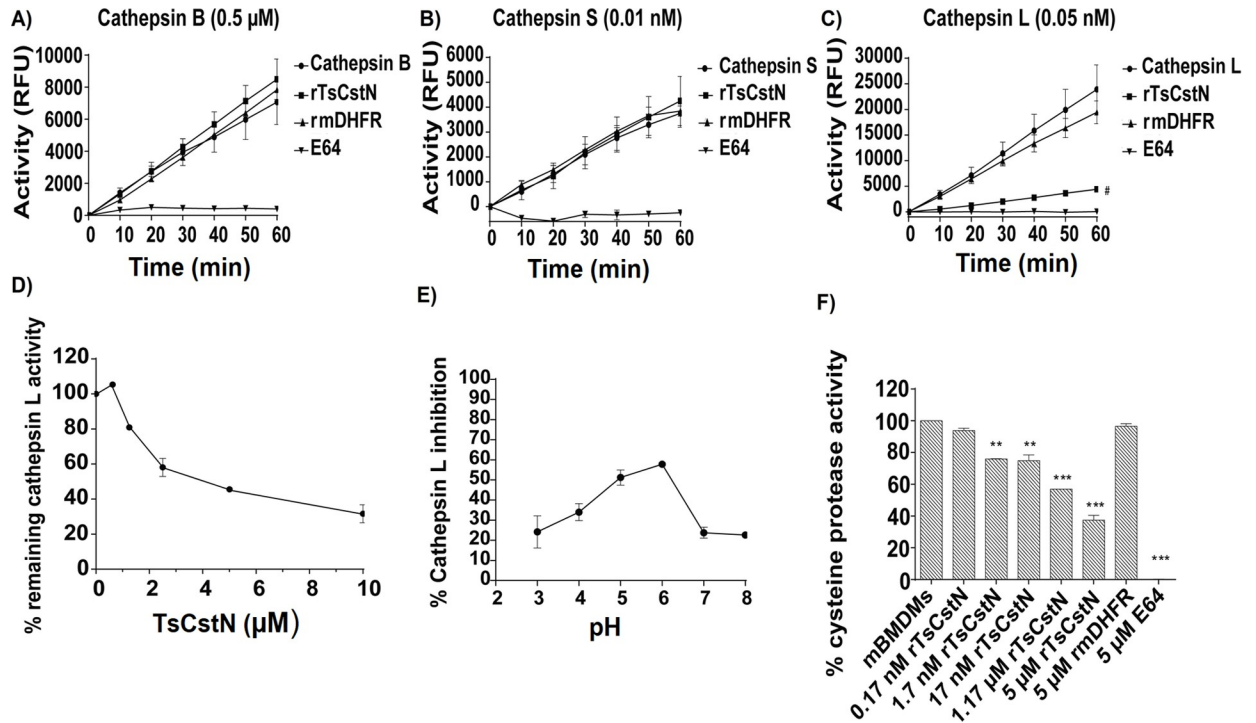 A) Cathepsin B (0.5 µM)
Activity (RFU)
10000
8000
6000
4000
2000
0
0 10 20 30 40 50 60
Time (min)
Cathepsin B
rTsCstN
rmDHFR
E64
B) Cathepsin S (0.01 nM)
Activity (RFU)
6000
5000
4000
3000
2000
1000
0
0 10 20 30 40 50 60
Time (min)
Cathepsin S
rTsCstN
rmDHFR
E64
C) Cathepsin L (0.05 nM)
Activity (RFU)
30000
25000
20000
15000
10000
5000
0
0 10 20 30 40 50 60
Time (min)
Cathepsin L
rTsCstN
rmDHFR
E64
#
D)
% remaining cathepsin L activity
120
100
80
60
40
20
0
0 2 4 6 8 10
TsCstN (µM)
E)
% Cathepsin L inhibition
100
90
80
70
60
50
40
30
20
10
0
2 3 4 5 6 7 8
pH
F)
% cysteine protease activity
120
100
80
60
40
20
0
** ** *** *** ***
mBMDMs
0.17 nM rTsCstN
1.7 nM rTsCstN
17 nM rTsCstN
1.17 µM rTsCstN
5 µM rTsCstN
5 µM rmDHFR
5 µM E64